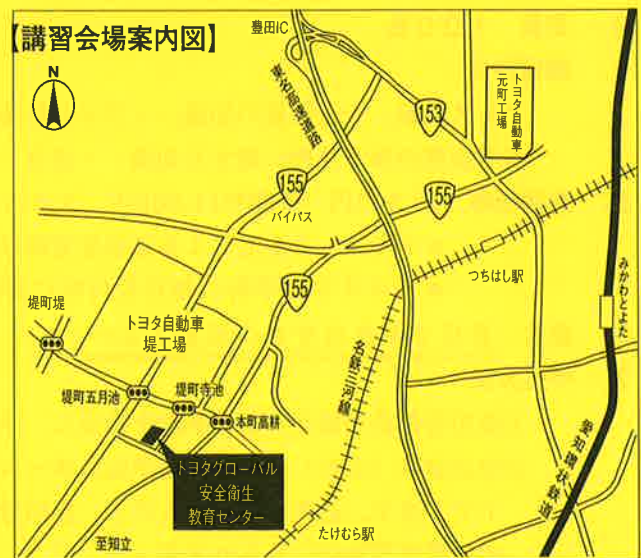 【講習会場案内図】
N
豊田IC
東名高速道路
153
トヨタ自動車
元町工場
155
バイパス
155
155
つちはし駅
みかわとよた
堤町堤
トヨタ自動車
堤工場
名鉄三河線
堤町五月池
堤町寺池
本町高耕
愛知環状鉄道
トヨタグローバル
安全衛生
教育センター
至知立
たけむら駅